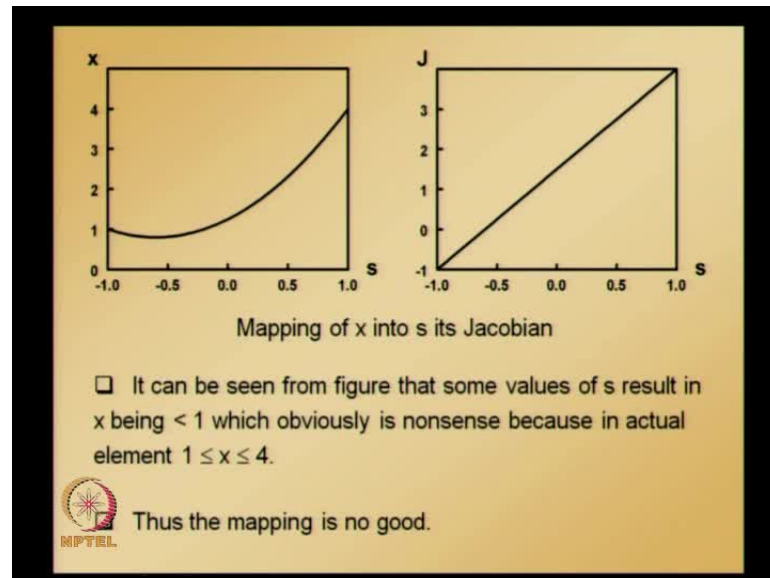 x
4
3
2
1
0
-1.0 -0.5 0.0 0.5 1.0
s
J
3
2
1
0
-1
-1.0 -0.5 0.0 0.5 1.0
s
Mapping of x into s its Jacobian
❑ It can be seen from figure that some values of s result in
x being < 1 which obviously is nonsense because in actual
element 1 ≤ x ≤ 4.
❑ Thus the mapping is no good.
NPTEL